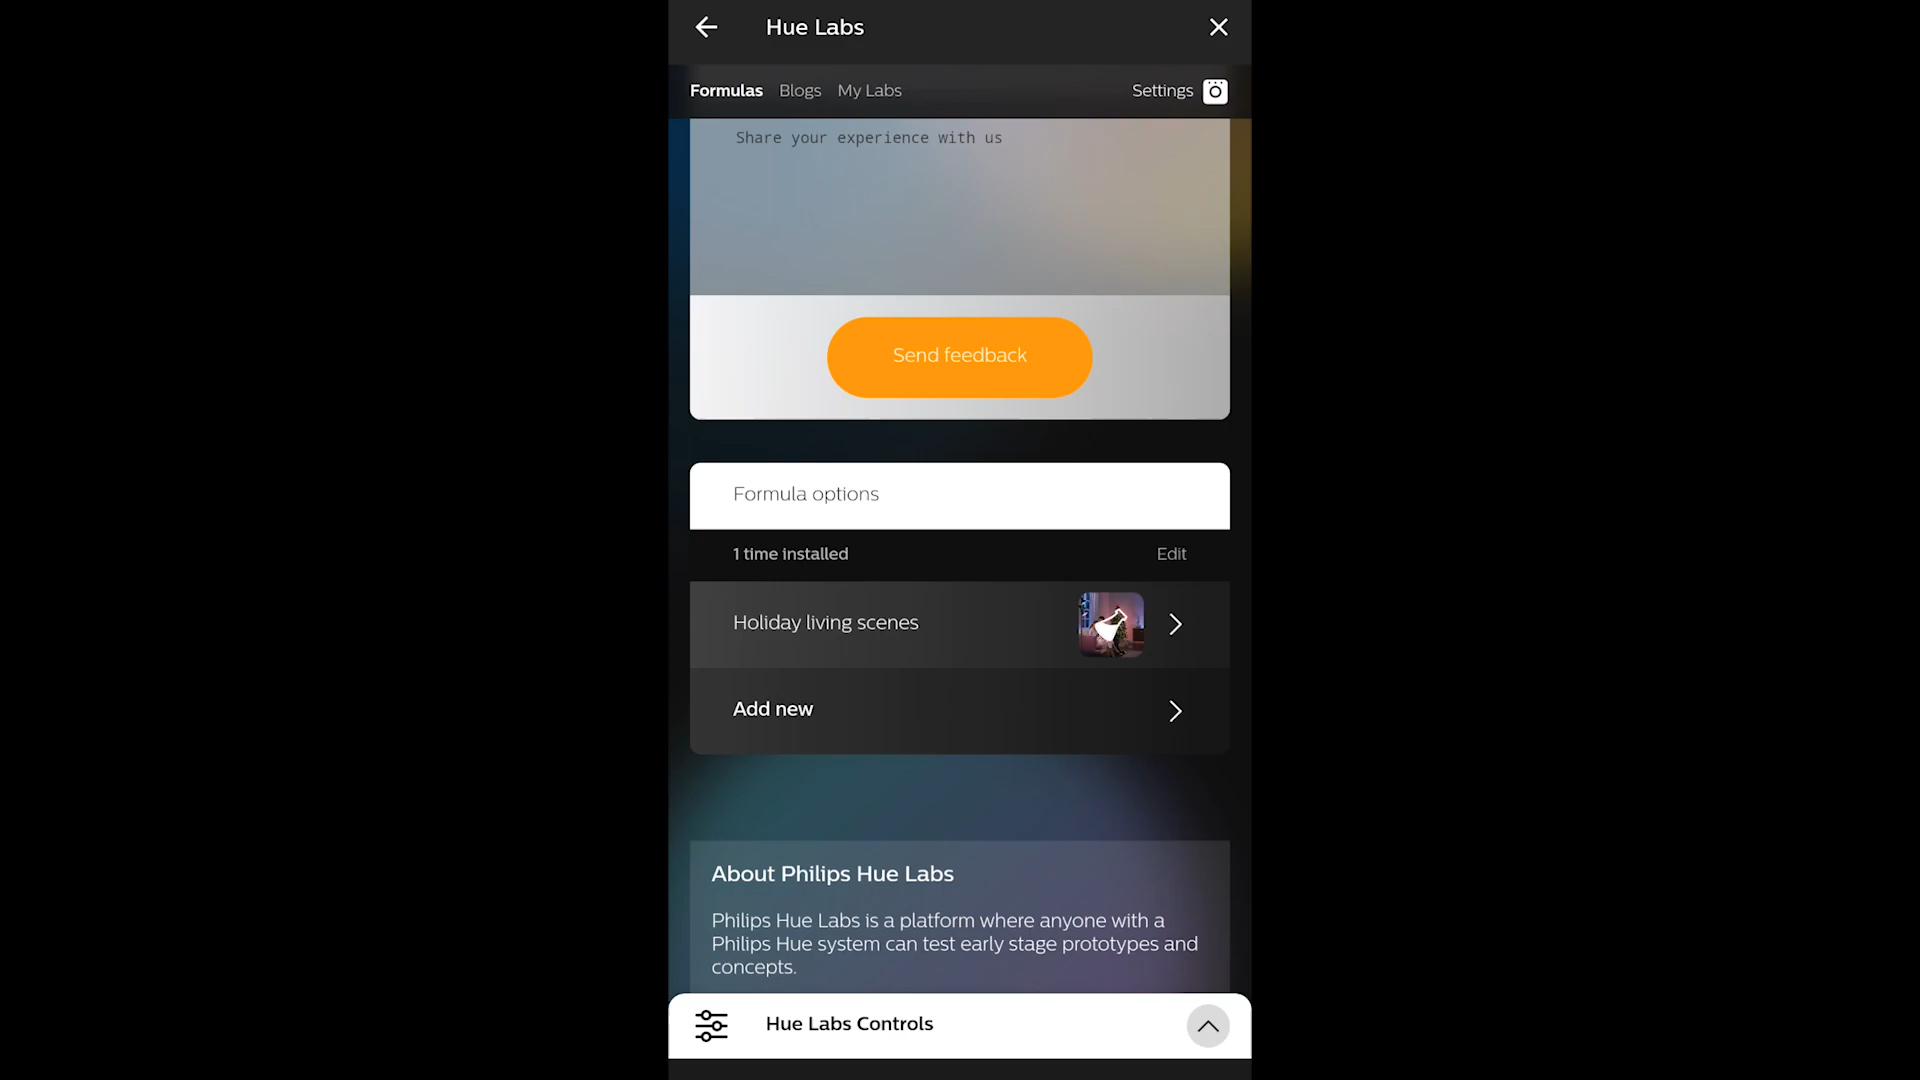 Hue Labs
Formulas Blogs My Labs Settings
Share your experience with us
Send feedback
Formula options
1 time installed Edit
Holiday living scenes
Add new
About Philips Hue Labs
Philips Hue Labs is a platform where anyone with a
Philips Hue system can test early stage prototypes and
concepts.
Hue Labs Controls